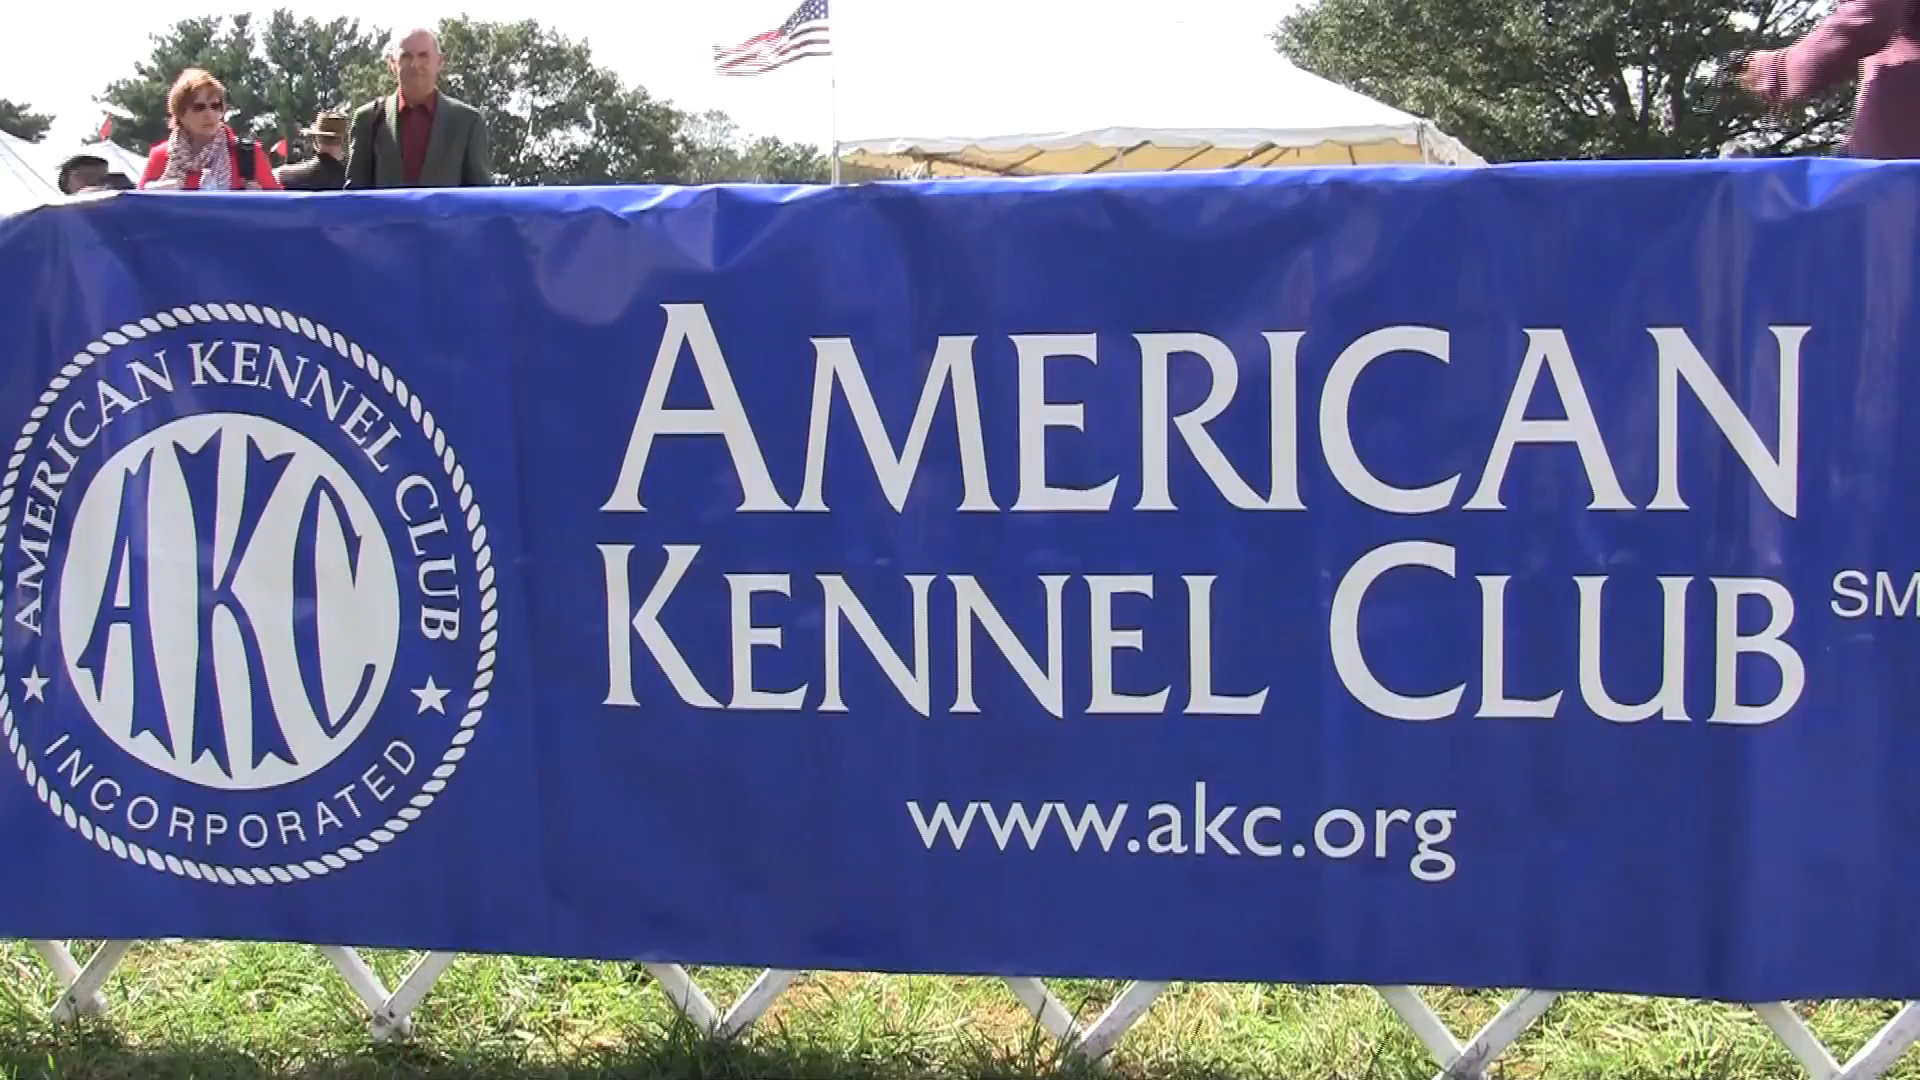 AMERICAN KENNEL CLUB
AKC
INCORPORATED
AMERICAN
KENNEL CLUB SM
www.akc.org